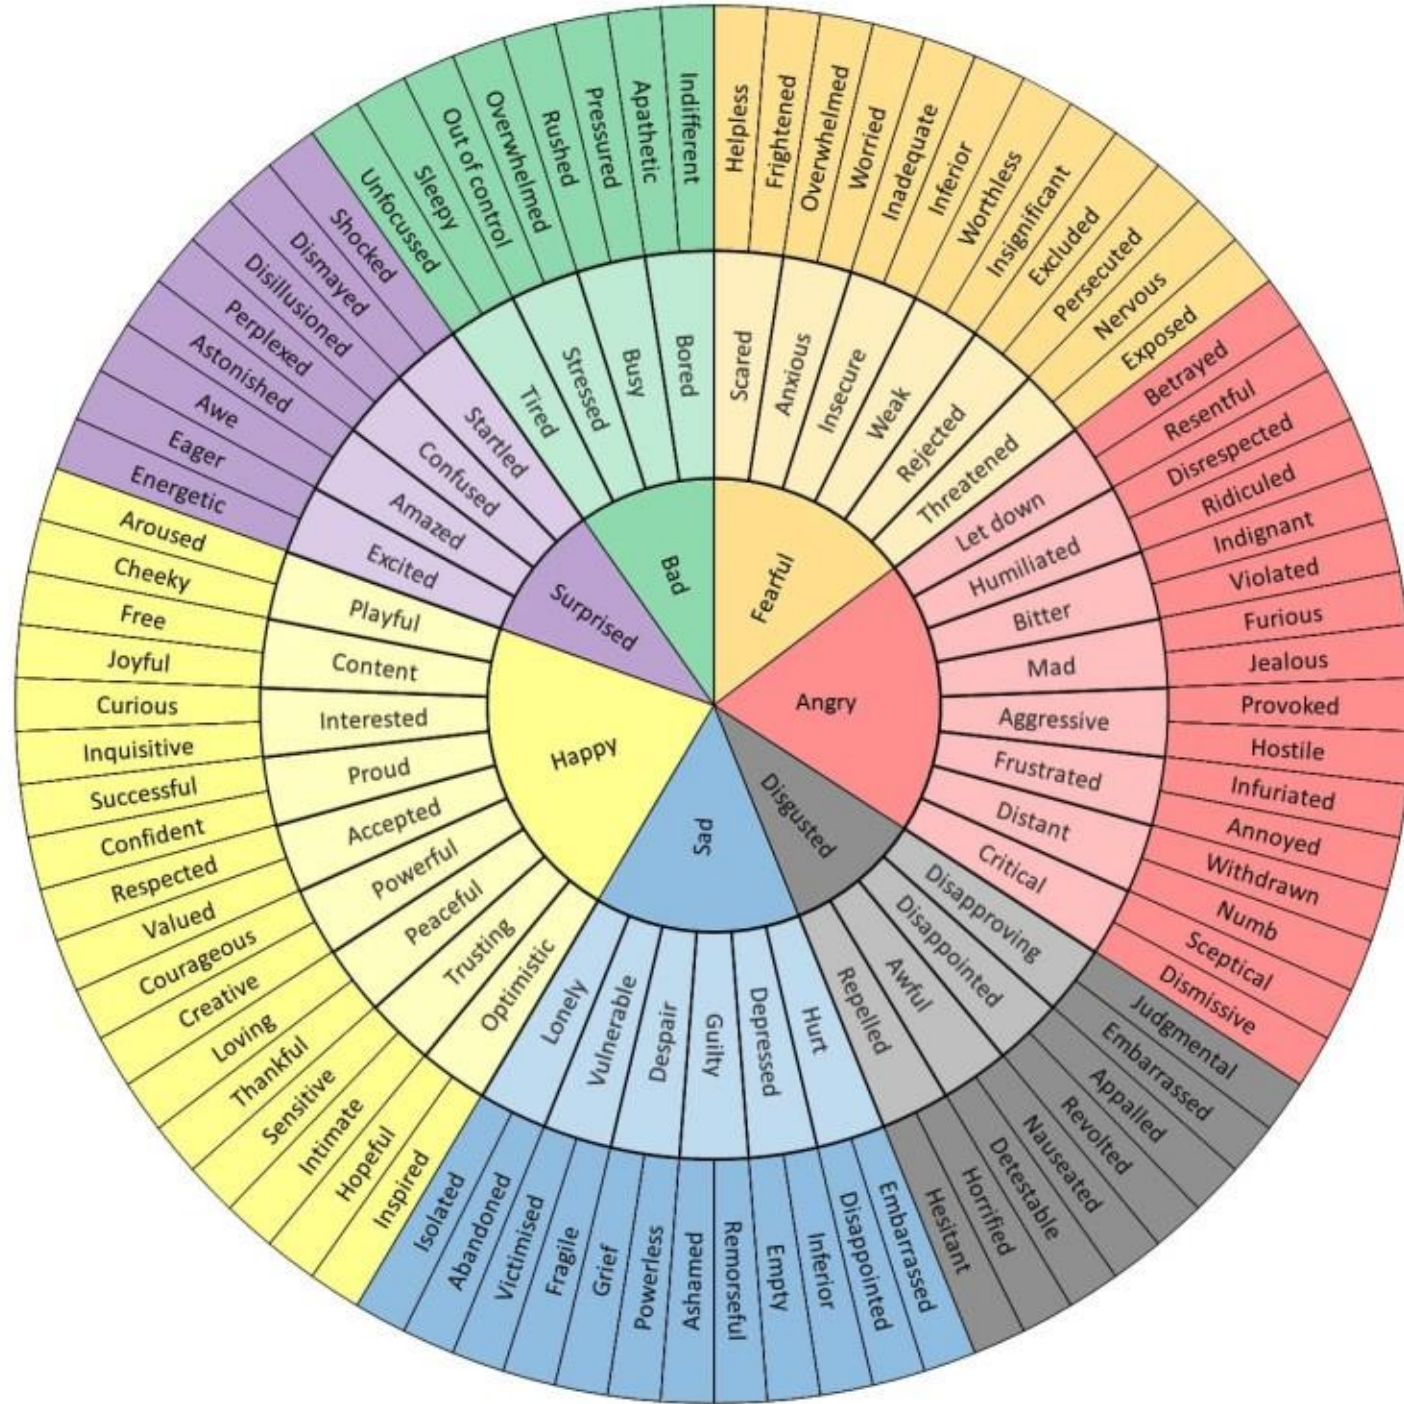 Fearful
Angry
Disgusted
Sad
Happy
Surprised
Bad
Scared
Anxious
Insecure
Weak
Rejected
Threatened
Let down
Humiliated
Bitter
Mad
Aggressive
Frustrated
Distant
Critical
Disapproving
Disappointed
Awful
Repelled
Hurt
Depressed
Guilty
Despair
Vulnerable
Lonely
Optimistic
Trusting
Peaceful
Powerful
Accepted
Proud
Interested
Content
Playful
Excited
Amazed
Confused
Startled
Tired
Stressed
Busy
Bored
Helpless
Frightened
Overwhelmed
Worried
Inadequate
Inferior
Worthless
Insignificant
Excluded
Persecuted
Nervous
Exposed
Betrayed
Resentful
Disrespected
Ridiculed
Indignant
Violated
Furious
Jealous
Provoked
Hostile
Infuriated
Annoyed
Withdrawn
Numb
Sceptical
Dismissive
Judgmental
Embarrassed
Appalled
Revolted
Nauseated
Detestable
Horrified
Hesitant
Embarrassed
Disappointed
Inferior
Empty
Remorseful
Ashamed
Powerless
Grief
Fragile
Victimised
Abandoned
Isolated
Inspired
Hopeful
Intimate
Sensitive
Thankful
Loving
Creative
Courageous
Valued
Respected
Confident
Successful
Inquisitive
Curious
Joyful
Free
Cheeky
Aroused
Energetic
Eager
Awe
Astonished
Perplexed
Disillusioned
Dismayed
Shocked
Unfocussed
Sleepy
Out of control
Overwhelmed
Rushed
Pressured
Apathetic
Indifferent